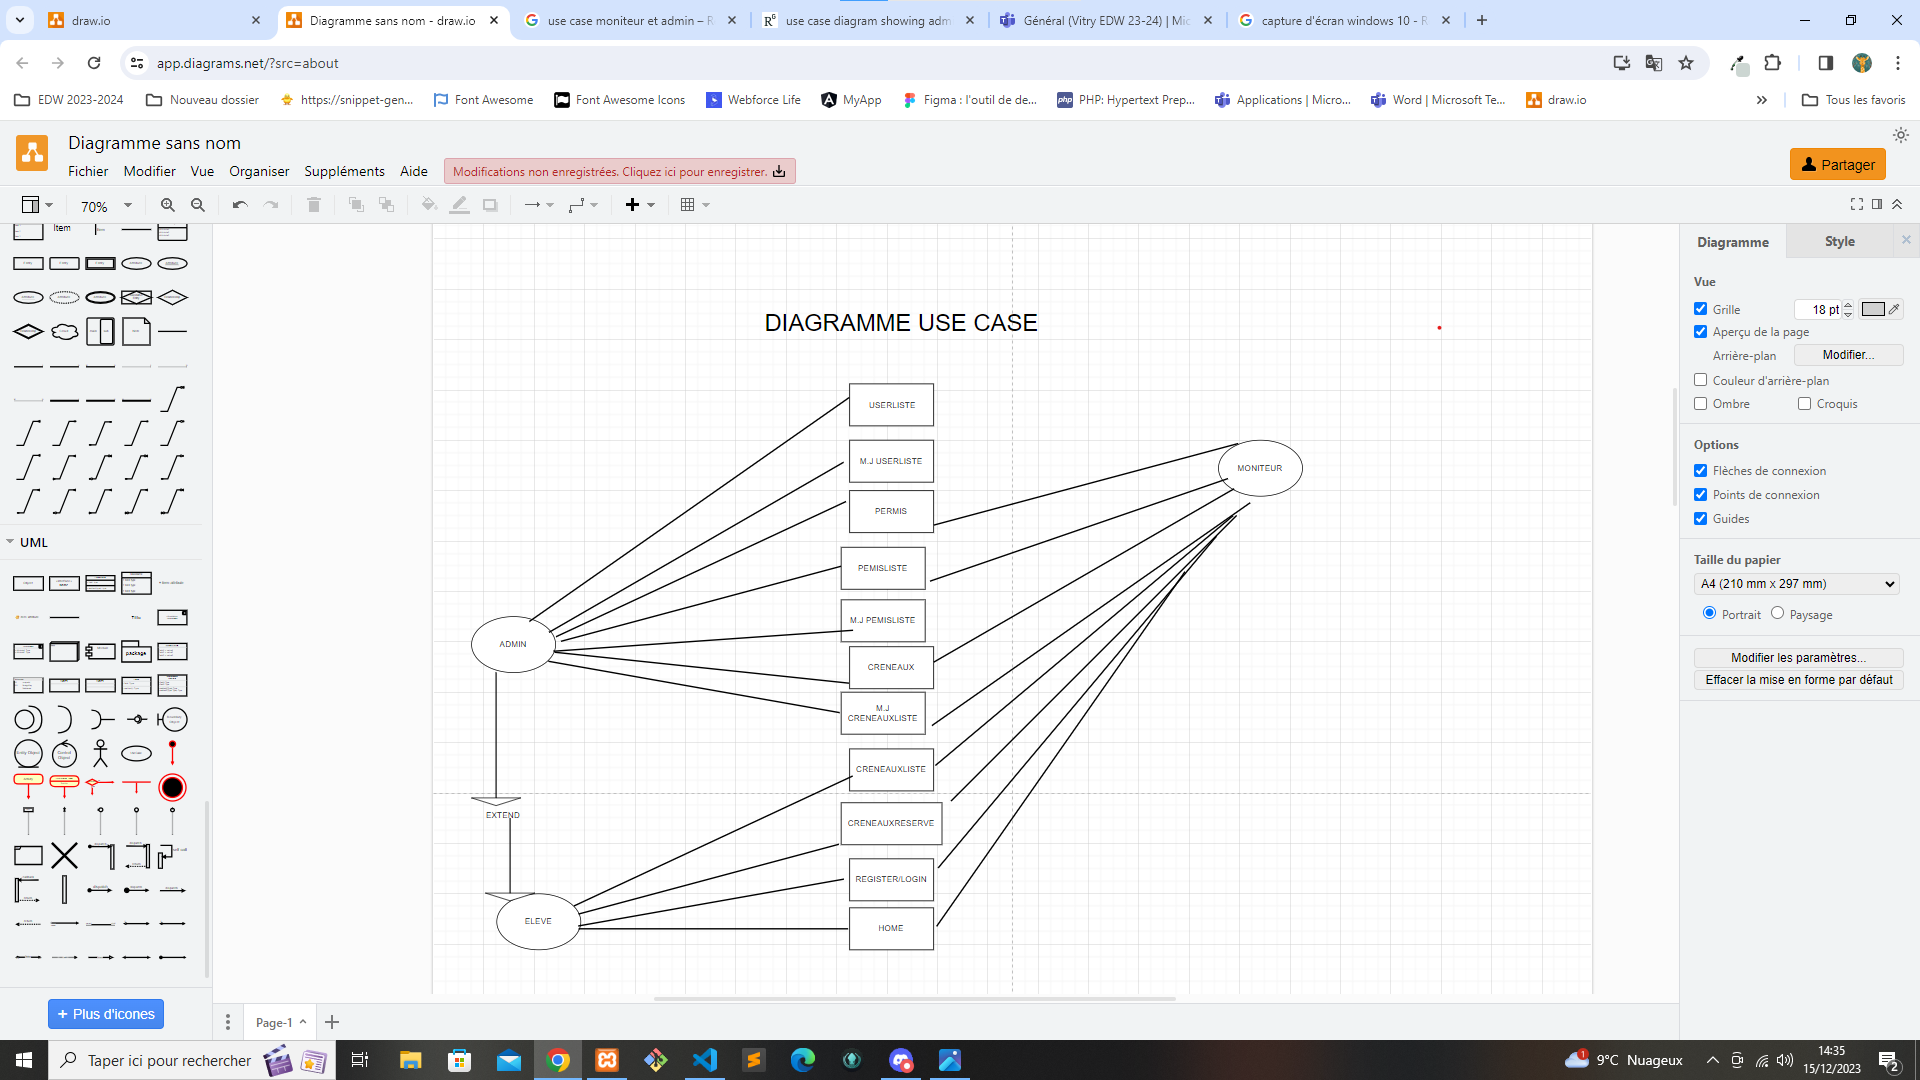 draw.io
Diagramme sans nom - draw.io
use case moniteur et admin – R
use case diagram showing adm
Général (Vitry EDW 23-24) | Mic
capture d'écran windows 10 - R
app.diagrams.net/?src=about
EDW 2023-2024
Nouveau dossier
https://snippet-gen...
Font Awesome
Font Awesome Icons
Webforce Life
MyApp
Figma : l'outil de de...
PHP: Hypertext Prep...
Applications | Micro...
Word | Microsoft Te...
draw.io
Tous les favoris
Diagramme sans nom
Fichier
Modifier
Vue
Organiser
Suppléments
Aide
Modifications non enregistrées. Cliquez ici pour enregistrer.
Partager
70%
Item
UML
package
Plus d'icones
DIAGRAMME USE CASE
USERLISTE
M.J USERLISTE
PERMIS
PEMISLISTE
M.J PEMISLISTE
CRENEAUX
M.J
CRENEAUXLISTE
CRENEAUXLISTE
CRENEAUXRESERVE
REGISTER/LOGIN
HOME
MONITEUR
ADMIN
EXTEND
ELEVE
Page-1
Diagramme
Style
Vue
Grille
18 pt
Aperçu de la page
Arrière-plan
Modifier...
Couleur d'arrière-plan
Ombre
Croquis
Options
Flèches de connexion
Points de connexion
Guides
Taille du papier
A4 (210 mm x 297 mm)
Portrait
Paysage
Modifier les paramètres...
Effacer la mise en forme par défaut
Taper ici pour rechercher
9°C Nuageux
14:35
15/12/2023
2